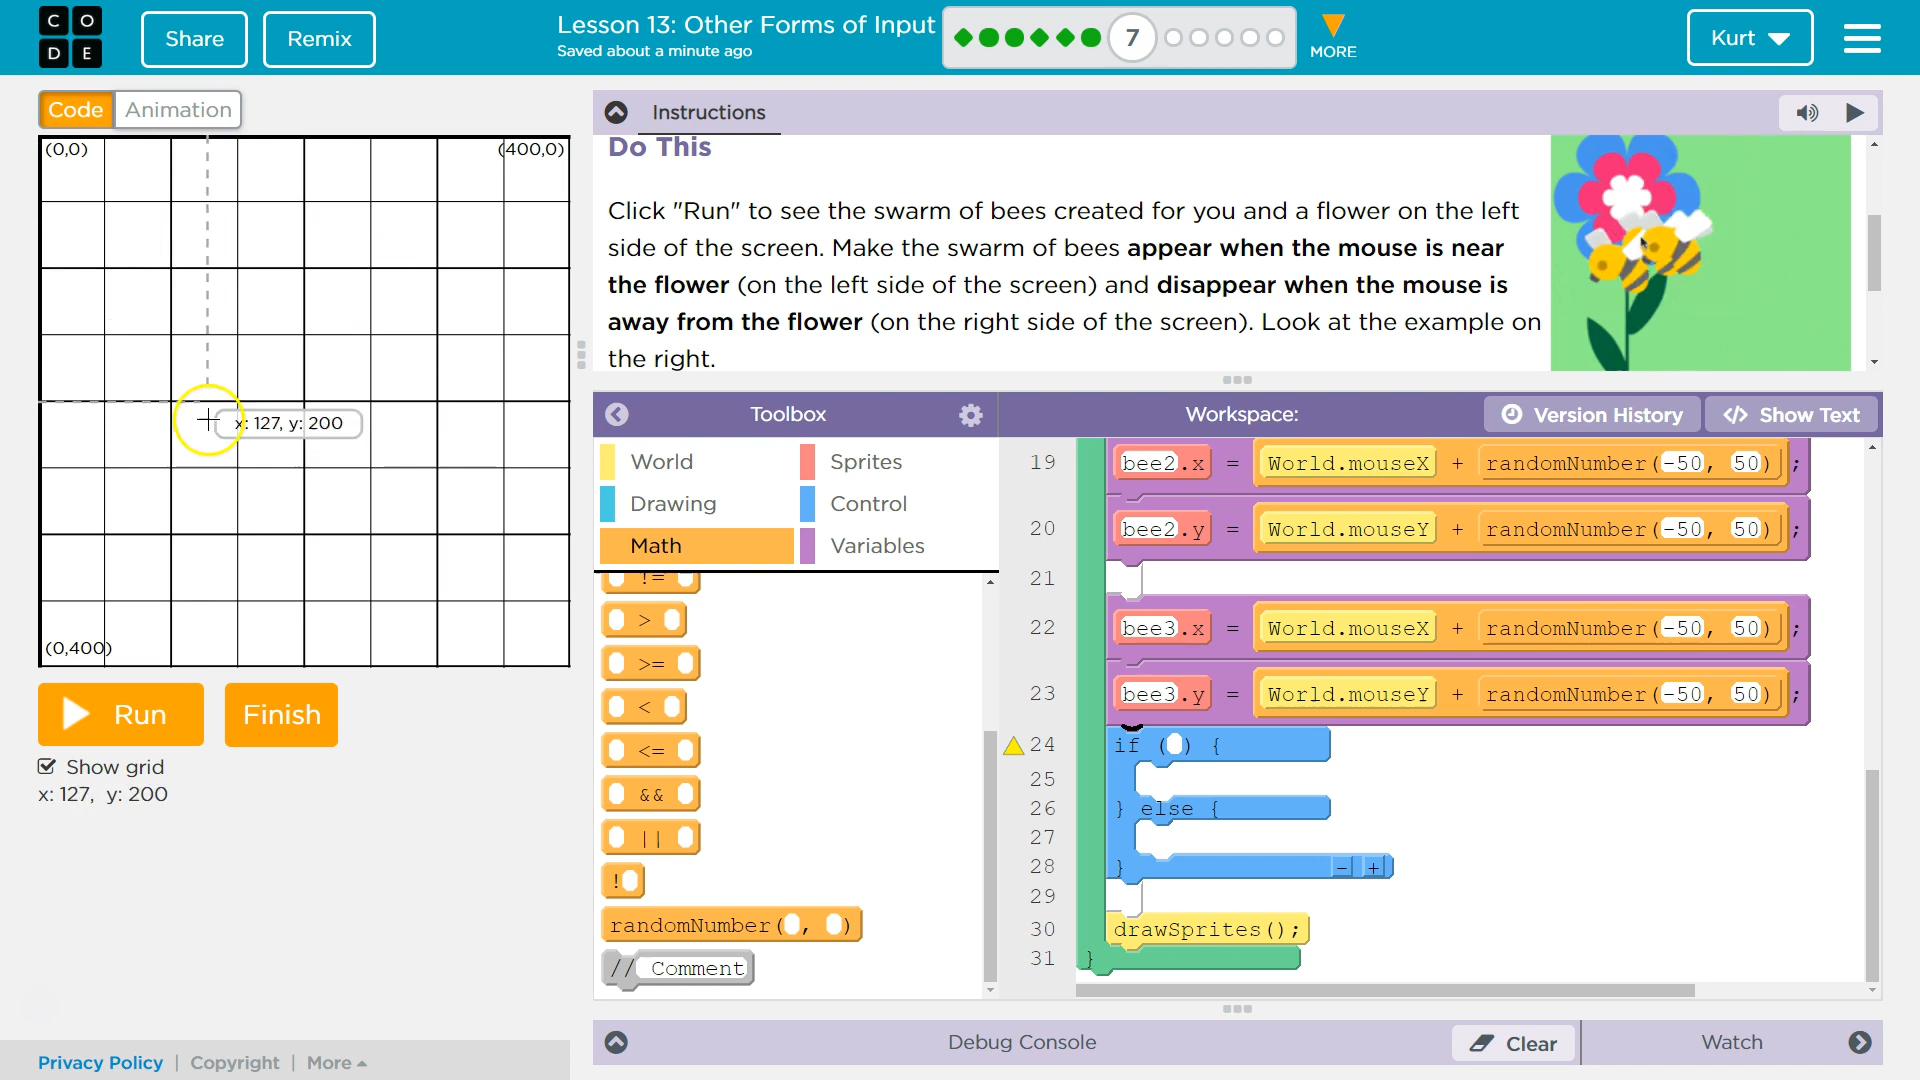 C O
D E
Share
Remix
Lesson 13: Other Forms of Input
Saved about a minute ago
7
MORE
Kurt
Code
Animation
(0,0)
(400,0)
x: 127, y: 200
(0,400)
Run
Finish
Show grid
x: 127, y: 200
Instructions
Do This
Click "Run" to see the swarm of bees created for you and a flower on the left
side of the screen. Make the swarm of bees appear when the mouse is near
the flower (on the left side of the screen) and disappear when the mouse is
away from the flower (on the right side of the screen). Look at the example on
the right.
Toolbox
World
Sprites
Drawing
Control
Math
Variables
!=
>
>=
<
<=
&&
||
!
randomNumber( , )
// Comment
Workspace:
Version History
</> Show Text
19 bee2.x = World.mouseX + randomNumber(-50, 50) ;
20 bee2.y = World.mouseY + randomNumber(-50, 50) ;
21
22 bee3.x = World.mouseX + randomNumber(-50, 50) ;
23 bee3.y = World.mouseY + randomNumber(-50, 50) ;
24 if ( ) {
25
26 } else {
27
28 } - +
29
30 drawSprites();
31 }
Debug Console
Clear
Watch
Privacy Policy | Copyright | More